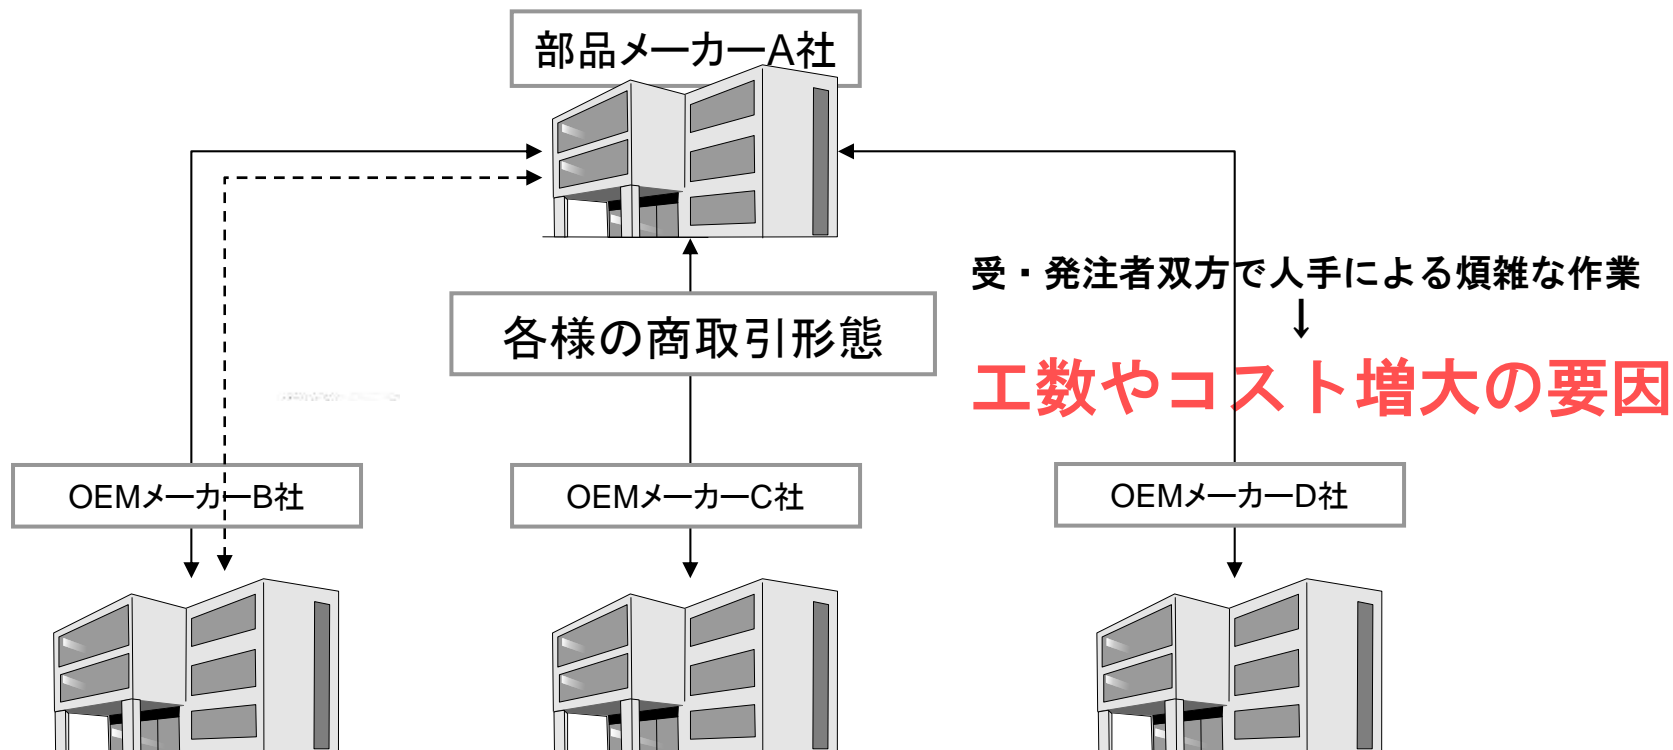 部品メーカーA社
受・発注者双方で人手による煩雑な作業
↓
各様の商取引形態
工数やコスト増大の要因
OEMメーカーB社
OEMメーカーC社
OEMメーカーD社